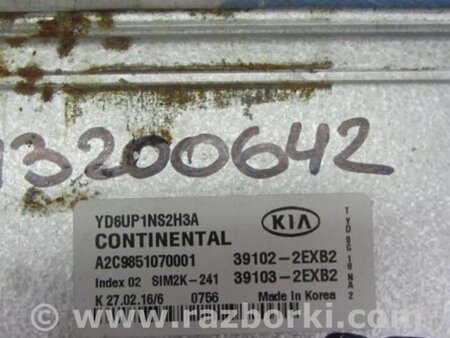 13200642
YD6UP1NS2H3A
KIA
CONTINENTAL
A2C9851070001
39102-2EXB2
Index 02 SIM2K-241
39103-2EXB2
K 27.02.16/6 0756
Made in Korea
www.razborki.com